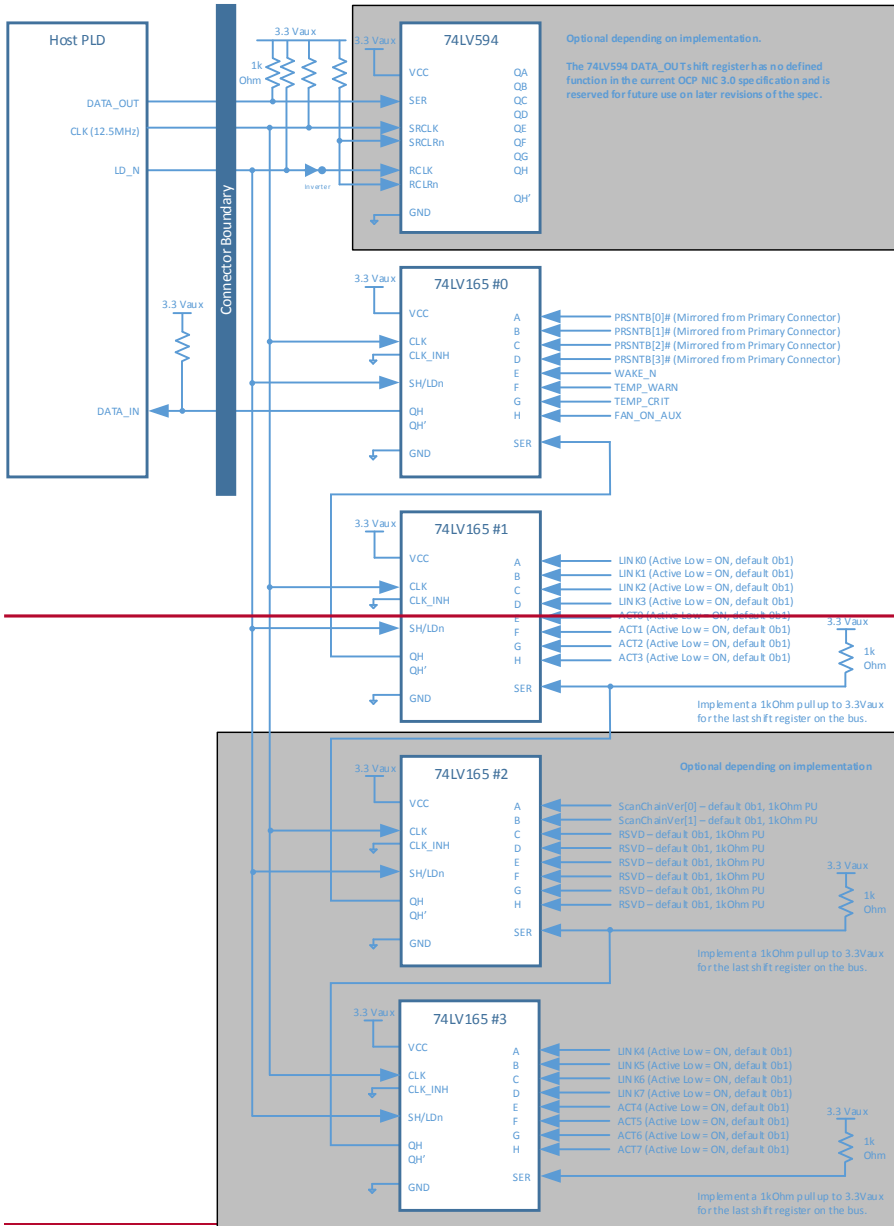 Host PLD
DATA_OUT
CLK (12.5MHz)
LD_N
DATA_IN
Connector Boundary
3.3 Vaux
1k
Ohm
Inverter
3.3 Vaux
3.3 Vaux
74LV594
VCC
SER
SRCLK
SRCLRn
RCLK
RCLRn
GND
QA
QB
QC
QD
QE
QF
QG
QH
QH'
Optional depending on implementation.
The 74LV594 DATA_OUT shift register has no defined
function in the current OCP NIC 3.0 specification and is
reserved for future use on later revisions of the spec.
3.3 Vaux
74LV165 #0
VCC
CLK
CLK_INH
SH/LDn
QH
QH'
GND
A
B
C
D
E
F
G
H
SER
PRSNTB[0]# (Mirrored from Primary Connector)
PRSNTB[1]# (Mirrored from Primary Connector)
PRSNTB[2]# (Mirrored from Primary Connector)
PRSNTB[3]# (Mirrored from Primary Connector)
WAKE_N
TEMP_WARN
TEMP_CRIT
FAN_ON_AUX
3.3 Vaux
74LV165 #1
VCC
CLK
CLK_INH
SH/LDn
QH
QH'
GND
A
B
C
D
E
F
G
H
SER
LINK0 (Active Low = ON, default 0b1)
LINK1 (Active Low = ON, default 0b1)
LINK2 (Active Low = ON, default 0b1)
LINK3 (Active Low = ON, default 0b1)
ACT0 (Active Low = ON, default 0b1)
ACT1 (Active Low = ON, default 0b1)
ACT2 (Active Low = ON, default 0b1)
ACT3 (Active Low = ON, default 0b1)
3.3 Vaux
1k
Ohm
Implement a 1kOhm pull up to 3.3Vaux
for the last shift register on the bus.
Optional depending on implementation
3.3 Vaux
74LV165 #2
VCC
CLK
CLK_INH
SH/LDn
QH
QH'
GND
A
B
C
D
E
F
G
H
SER
ScanChainVer[0] – default 0b1, 1kOhm PU
ScanChainVer[1] – default 0b1, 1kOhm PU
RSVD – default 0b1, 1kOhm PU
RSVD – default 0b1, 1kOhm PU
RSVD – default 0b1, 1kOhm PU
RSVD – default 0b1, 1kOhm PU
RSVD – default 0b1, 1kOhm PU
RSVD – default 0b1, 1kOhm PU
3.3 Vaux
1k
Ohm
Implement a 1kOhm pull up to 3.3Vaux
for the last shift register on the bus.
3.3 Vaux
74LV165 #3
VCC
CLK
CLK_INH
SH/LDn
QH
QH'
GND
A
B
C
D
E
F
G
H
SER
LINK4 (Active Low = ON, default 0b1)
LINK5 (Active Low = ON, default 0b1)
LINK6 (Active Low = ON, default 0b1)
LINK7 (Active Low = ON, default 0b1)
ACT4 (Active Low = ON, default 0b1)
ACT5 (Active Low = ON, default 0b1)
ACT6 (Active Low = ON, default 0b1)
ACT7 (Active Low = ON, default 0b1)
3.3 Vaux
1k
Ohm
Implement a 1kOhm pull up to 3.3Vaux
for the last shift register on the bus.